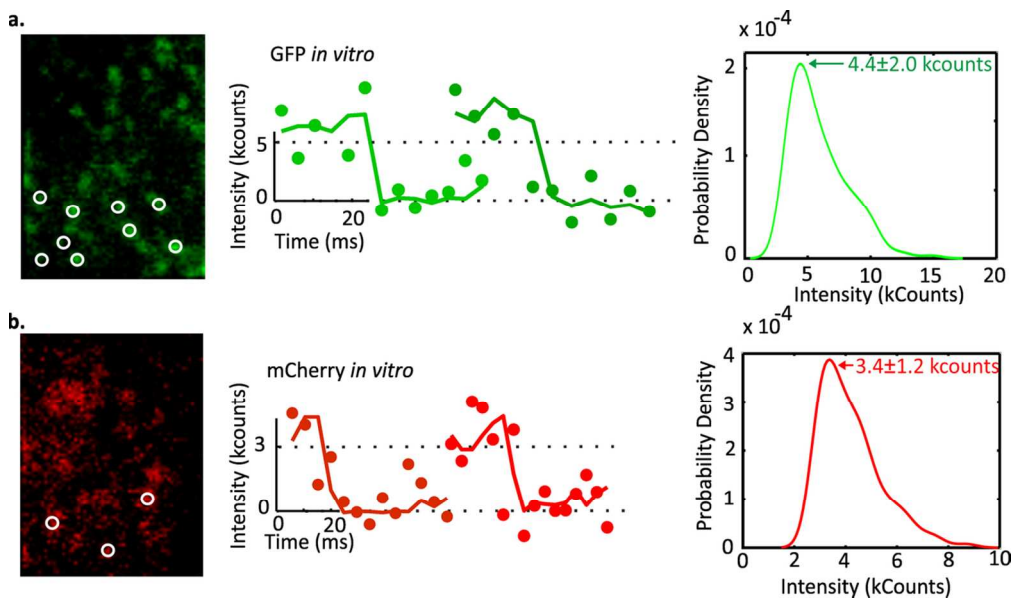 a.
GFP in vitro
Intensity (kcounts)
5
0
20
Time (ms)
x 10-4
4.4±2.0 kcounts
Probability Density
2
1
0
0
5
10
15
20
Intensity (kCounts)
b.
mCherry in vitro
Intensity (kcounts)
3
0
0
20
Time (ms)
x 10-4
3.4±1.2 kcounts
Probability Density
4
3
2
1
0
0
2
4
6
8
10
Intensity (kCounts)